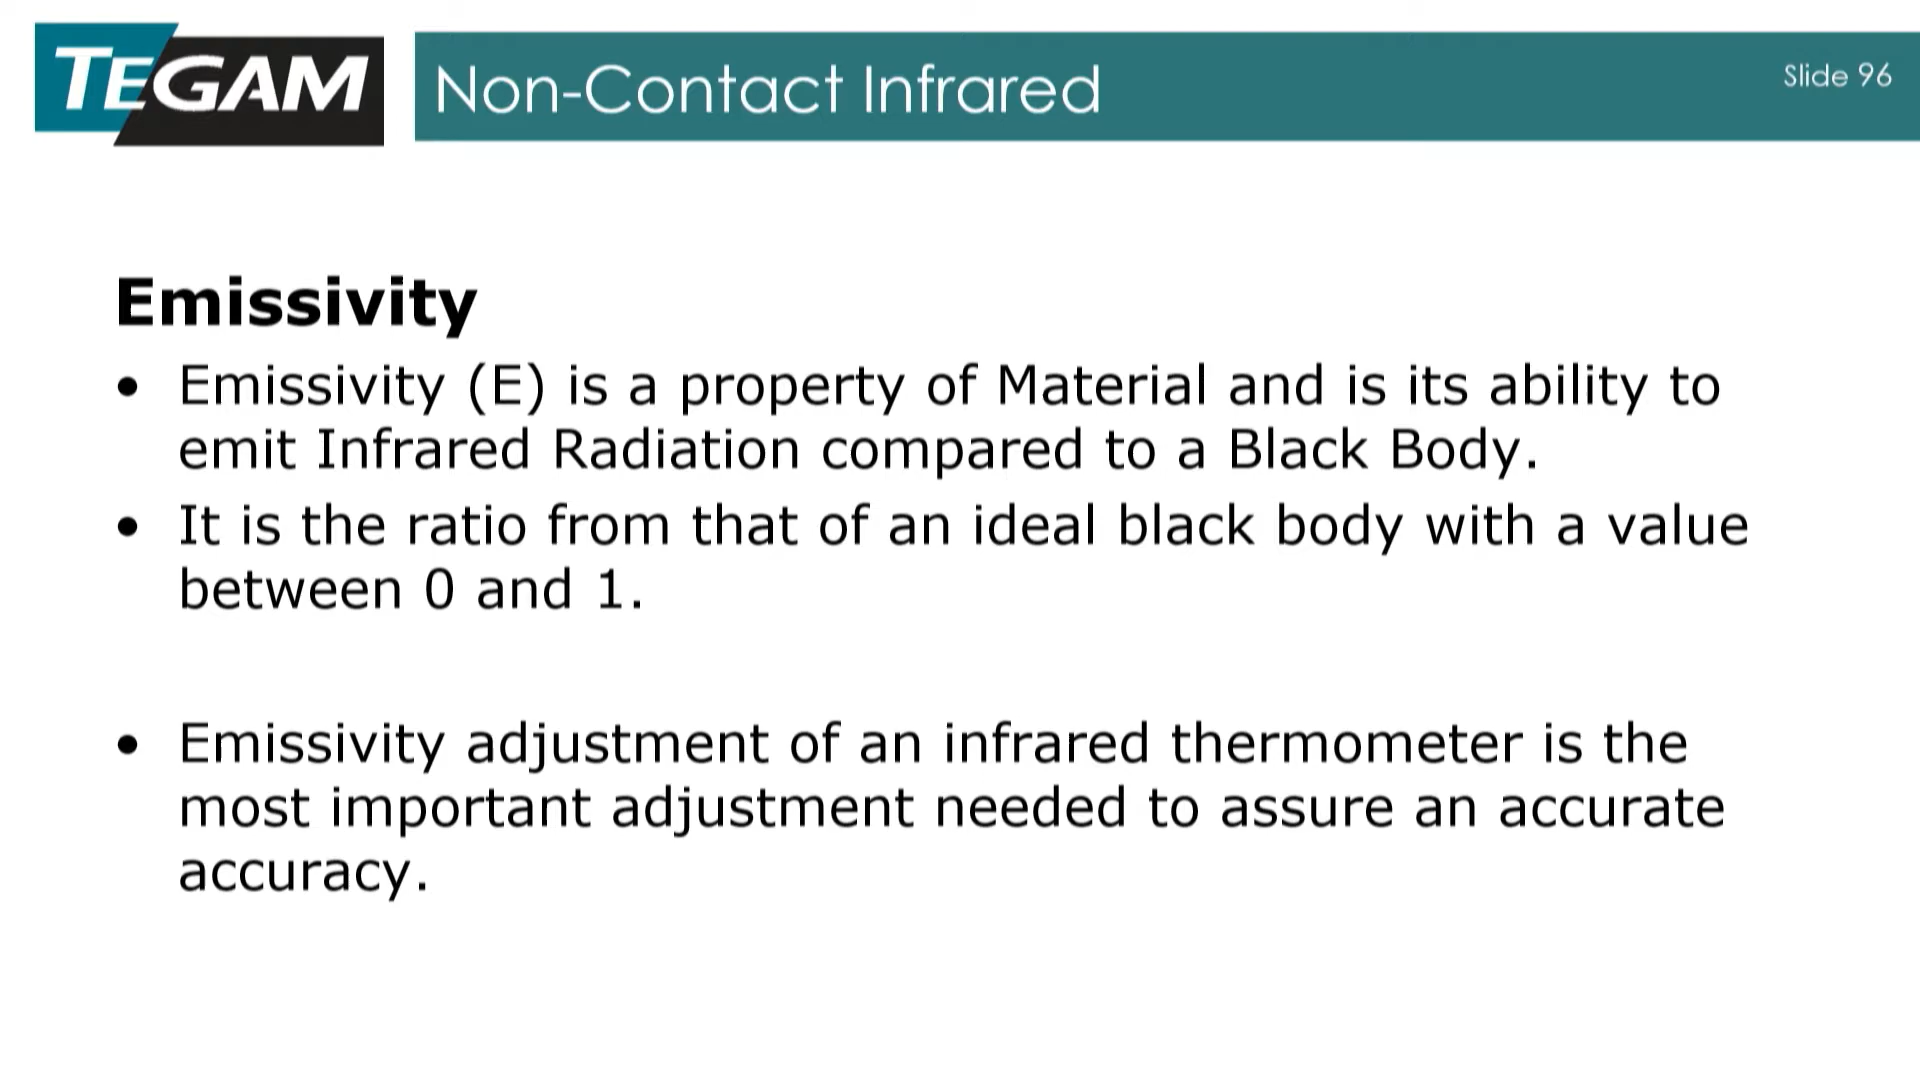 TEGAM
Non-Contact Infrared
Slide 96
Emissivity
• Emissivity (E) is a property of Material and is its ability to
emit Infrared Radiation compared to a Black Body.
• It is the ratio from that of an ideal black body with a value
between 0 and 1.
• Emissivity adjustment of an infrared thermometer is the
most important adjustment needed to assure an accurate
accuracy.